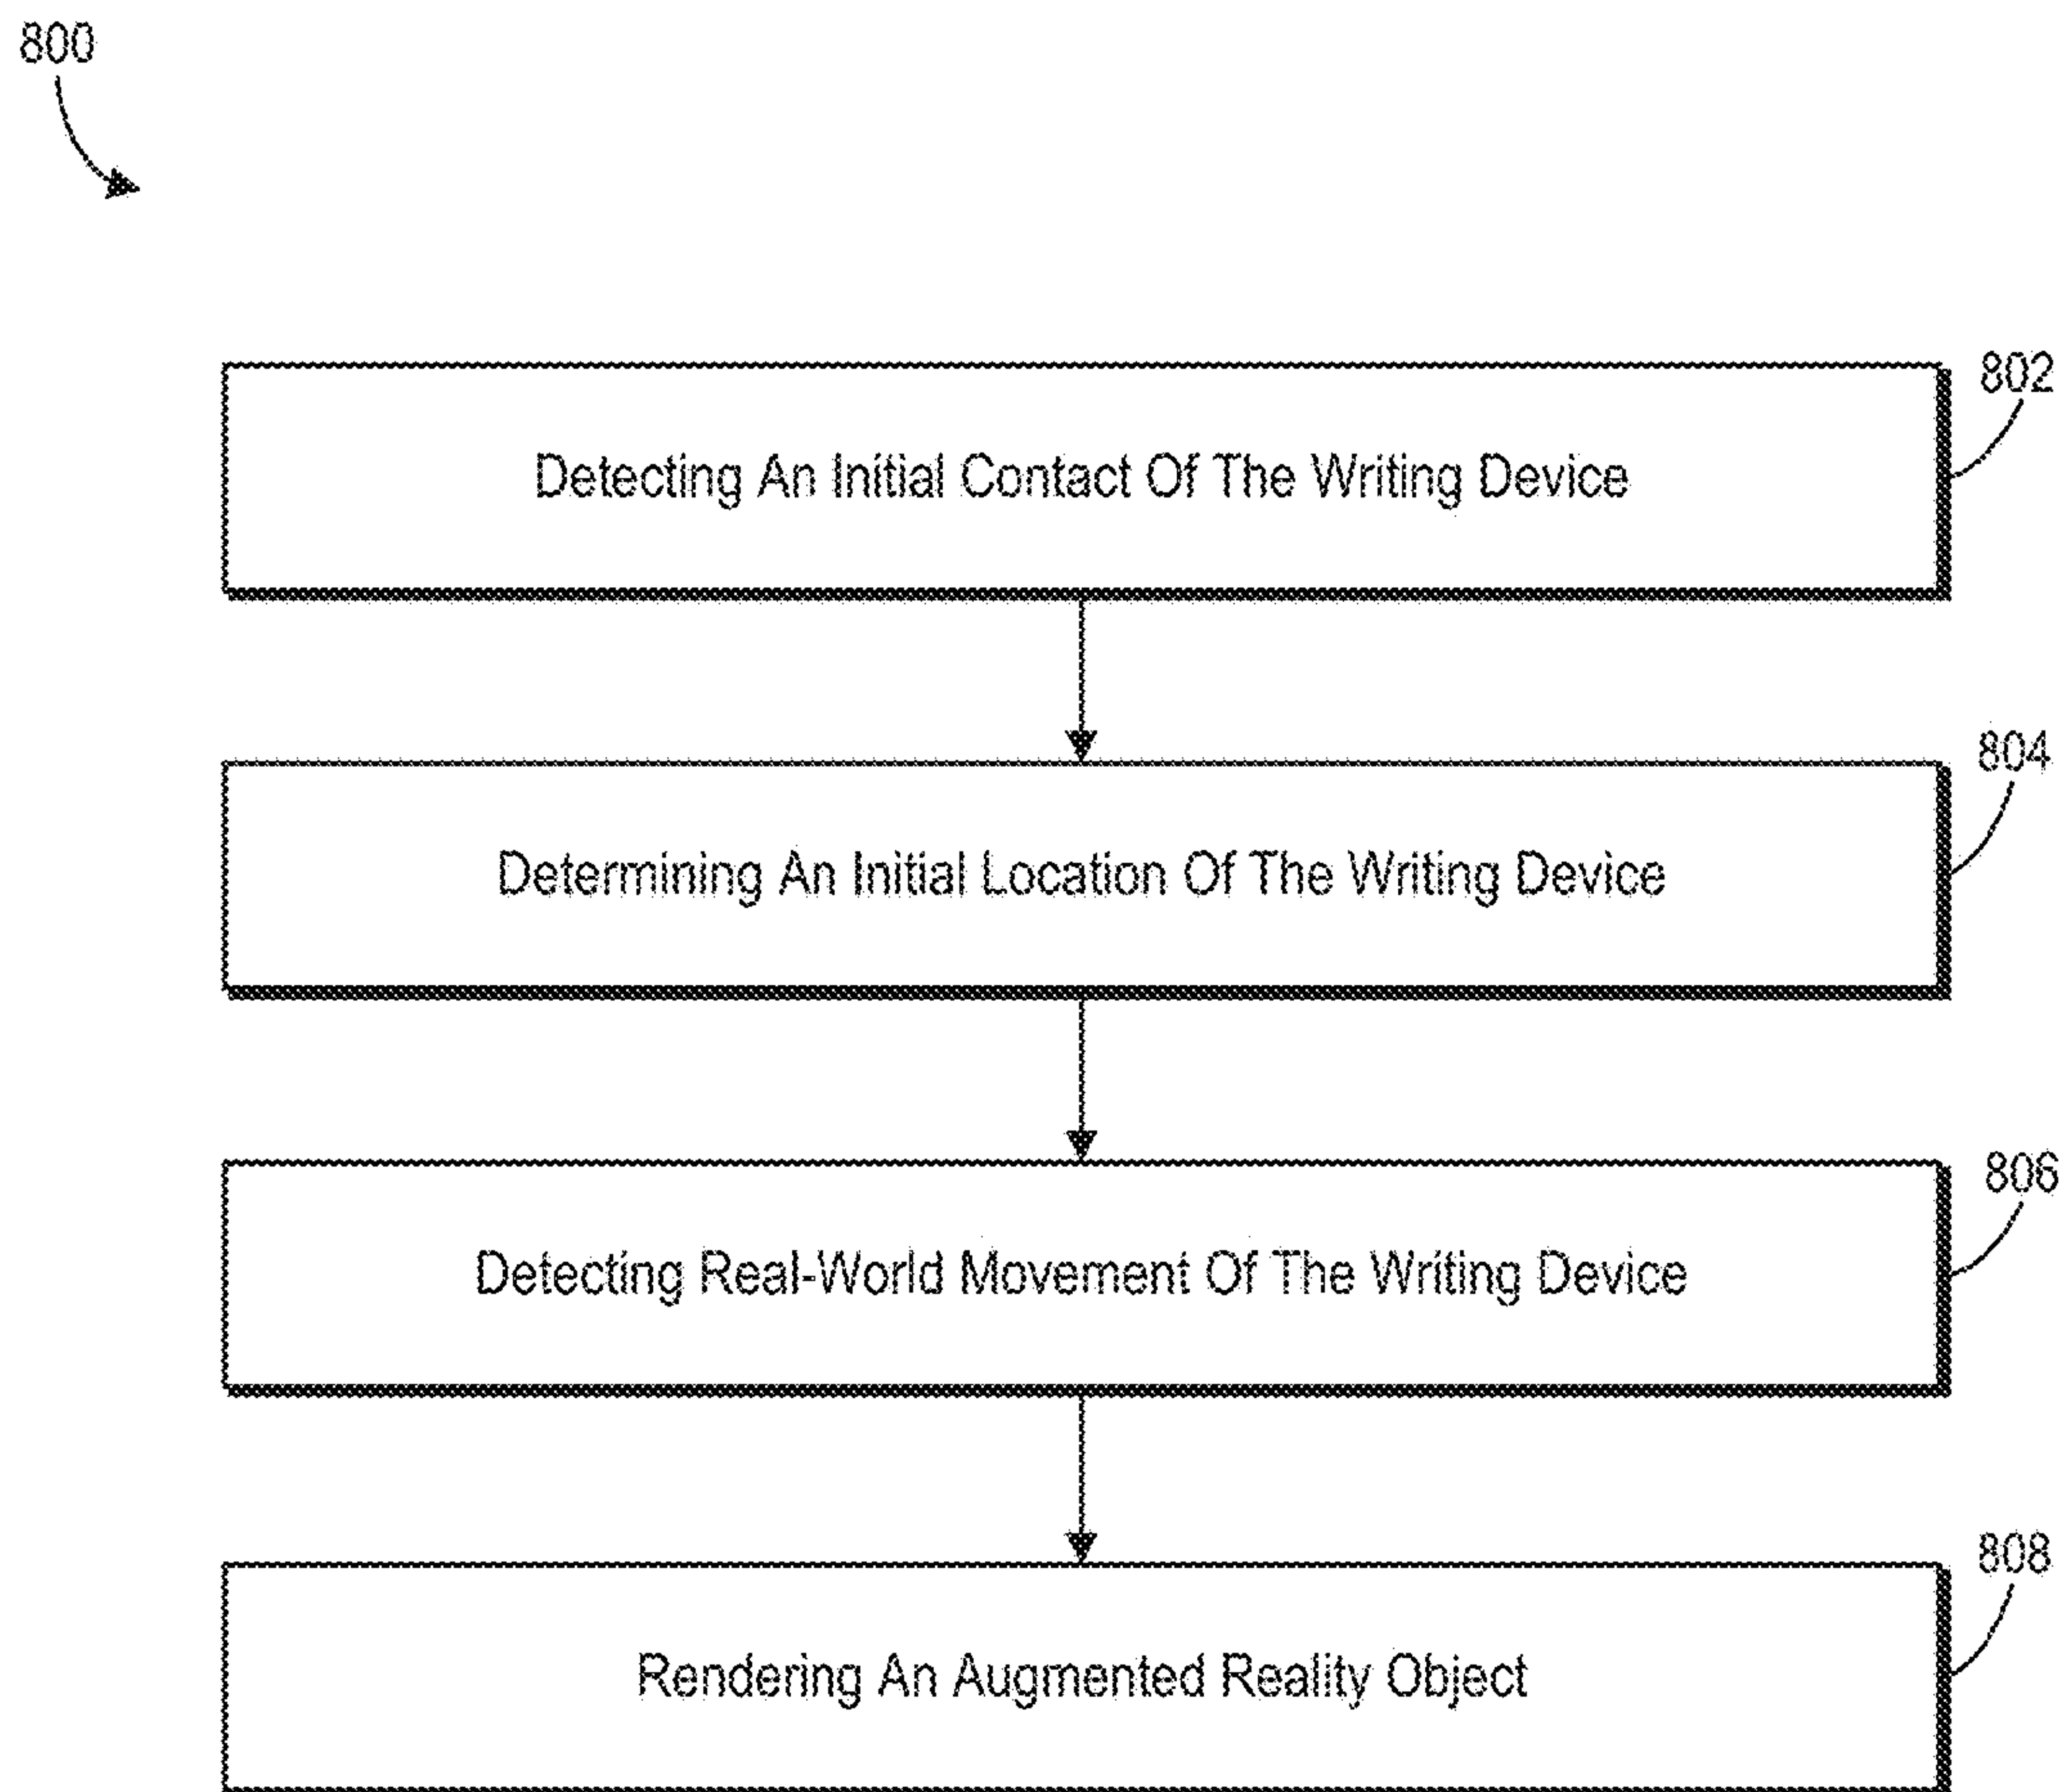 800
802
Detecting An Initial Contact Of The Writing Device
804
Determining An Initial Location Of The Writing Device
806
Detecting Real-World Movement Of The Writing Device
808
Rendering An Augmented Reality Object